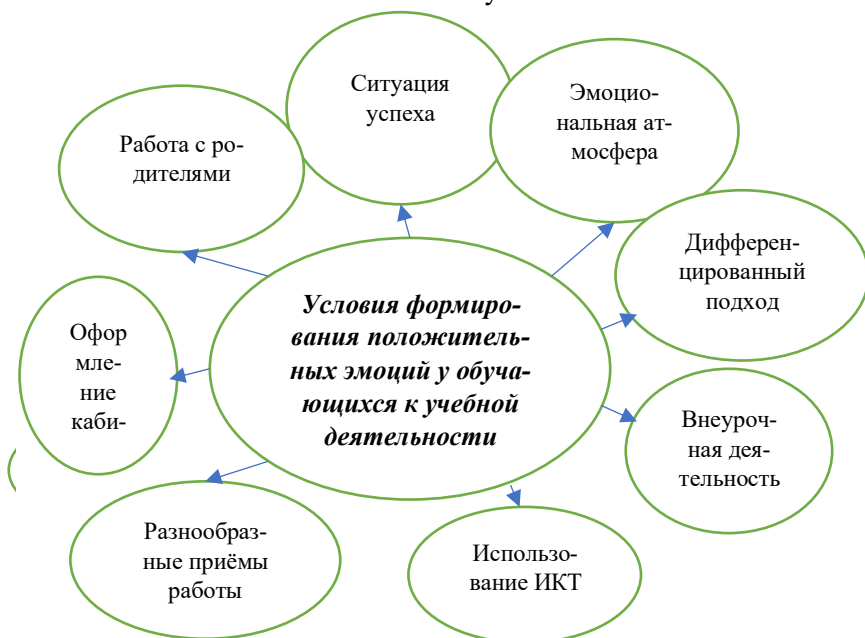 Ситуация
успеха
Эмоцио-
нальная ат-
мосфера
Работа с ро-
дителями
Дифферен-
цированный
подход
Условия формиро-
вания положитель-
ных эмоций у обуча-
ющихся к учебной
деятельности
Офор
мле-
ние
каби-
Внеуроч-
ная дея-
тельность
Разнообраз-
ные приёмы
работы
Использо-
вание ИКТ